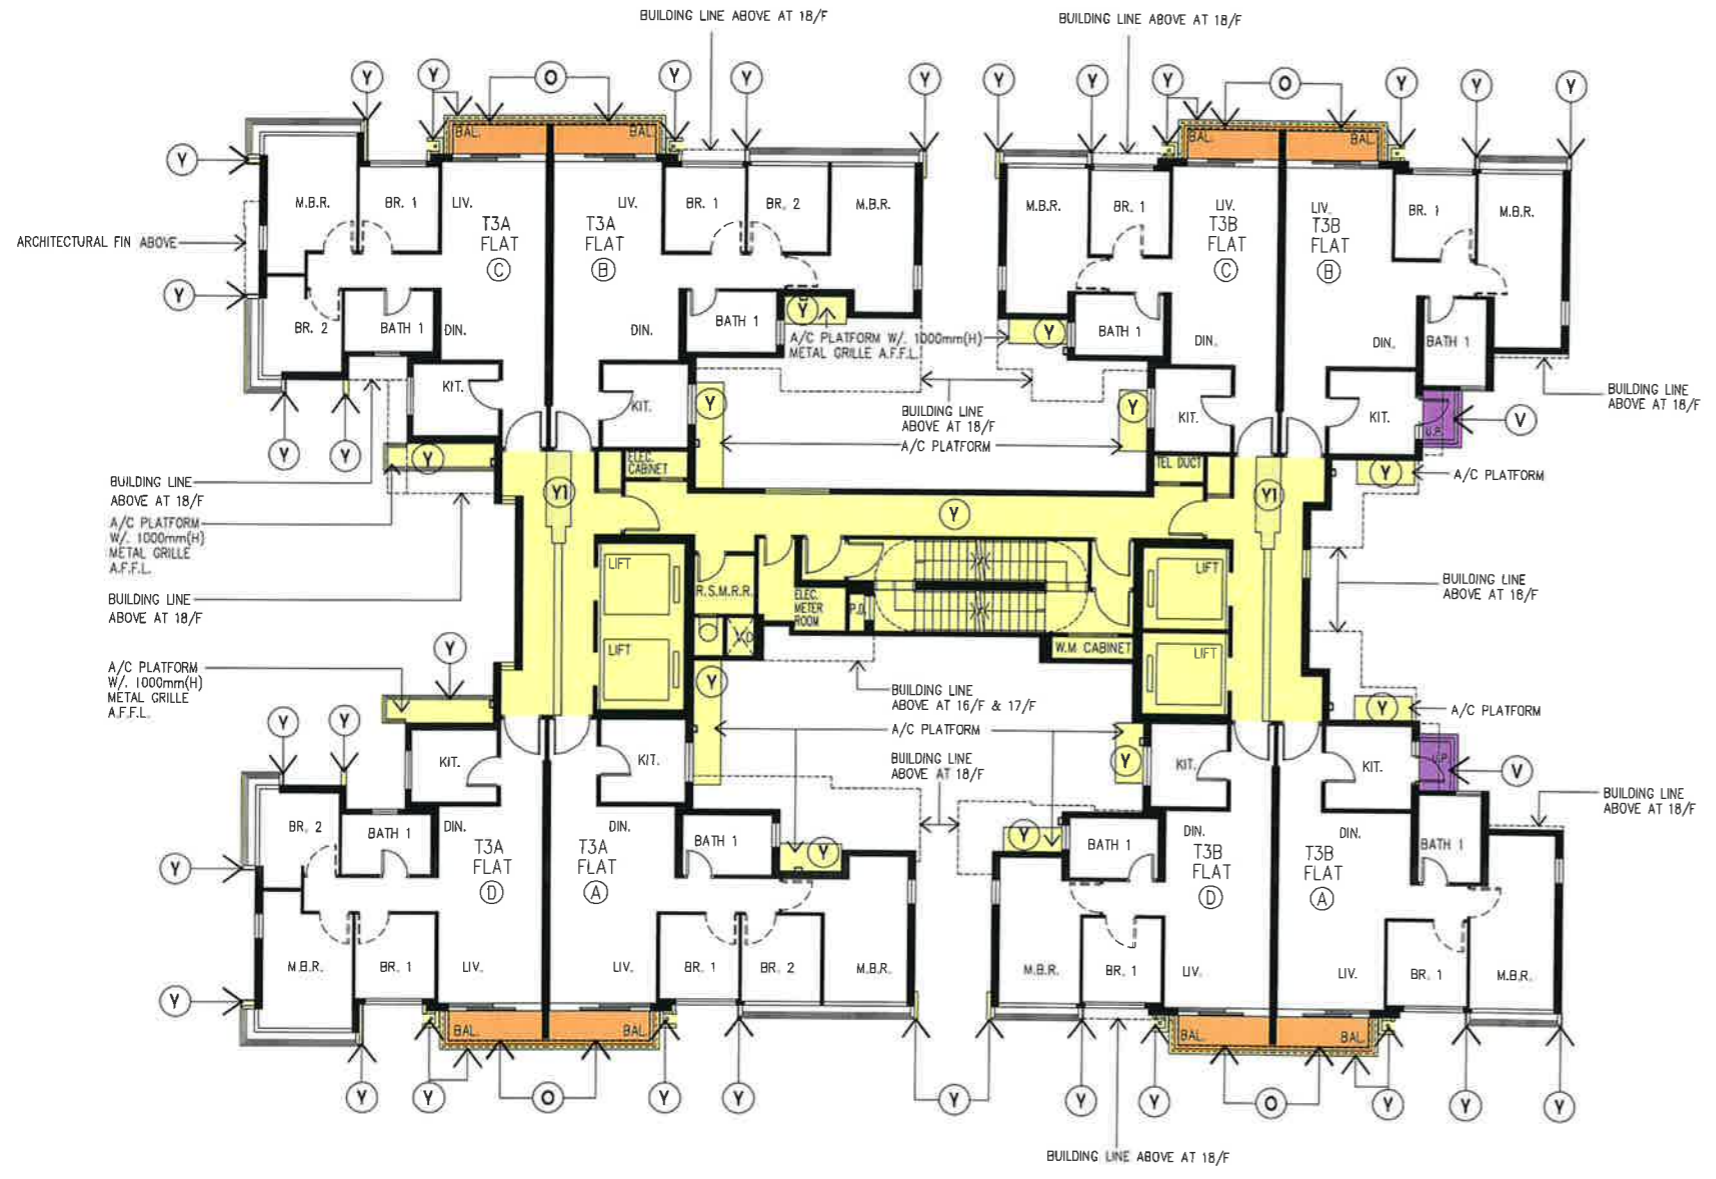 BUILDING LINE ABOVE AT 18/F
BUILDING LINE ABOVE AT 18/F
Y
Y
O
Y
Y
Y
Y
Y
Y
O
Y
Y
Y
BAL.
BAL.
BAL.
BAL.
Y
M.B.R.
BR. 1
LIV.
T3A
FLAT
C
LIV.
T3A
FLAT
B
BR. 1
BR. 2
M.B.R.
M.B.R.
BR. 1
LIV.
T3B
FLAT
C
LIV.
T3B
FLAT
B
BR. 1
M.B.R.
ARCHITECTURAL FIN ABOVE
Y
BR. 2
BATH 1
DIN.
DIN.
BATH 1
Y
A/C PLATFORM W/. 1000mm(H)
METAL GRILLE A.F.F.L.
Y
BATH 1
DIN.
DIN.
BATH 1
KIT.
KIT.
Y
BUILDING LINE
ABOVE AT 18/F
A/C PLATFORM
Y
KIT.
KIT.
U.P.
V
BUILDING LINE
ABOVE AT 18/F
Y
Y
Y
BUILDING LINE
ABOVE AT 18/F
A/C PLATFORM
W/. 1000mm(H)
METAL GRILLE
A.F.F.L.
ELEC.
CABINET
TEL DUCT
Y
A/C PLATFORM
Y1
Y
Y1
BUILDING LINE
ABOVE AT 18/F
LIFT
R.S.M.R.R.
ELEC.
METER
ROOM
P.D.
LIFT
BUILDING LINE
ABOVE AT 18/F
LIFT
W.M CABINET
LIFT
A/C PLATFORM
W/. 1000mm(H)
METAL GRILLE
A.F.F.L.
Y
Y
BUILDING LINE
ABOVE AT 16/F & 17/F
A/C PLATFORM
Y
A/C PLATFORM
Y
Y
KIT.
KIT.
BUILDING LINE
ABOVE AT 18/F
Y
KIT.
KIT.
U.P.
V
BUILDING LINE
ABOVE AT 18/F
BR. 2
BATH 1
DIN.
T3A
FLAT
D
DIN.
T3A
FLAT
A
BATH 1
Y
Y
BATH 1
DIN.
T3B
FLAT
D
DIN.
T3B
FLAT
A
BATH 1
Y
M.B.R.
BR. 1
LIV.
LIV.
BR. 1
BR. 2
M.B.R.
M.B.R.
BR. 1
LIV.
LIV.
BR. 1
M.B.R.
Y
BAL.
BAL.
BAL.
BAL.
Y
Y
O
Y
Y
Y
Y
Y
O
Y
Y
Y
BUILDING LINE ABOVE AT 18/F